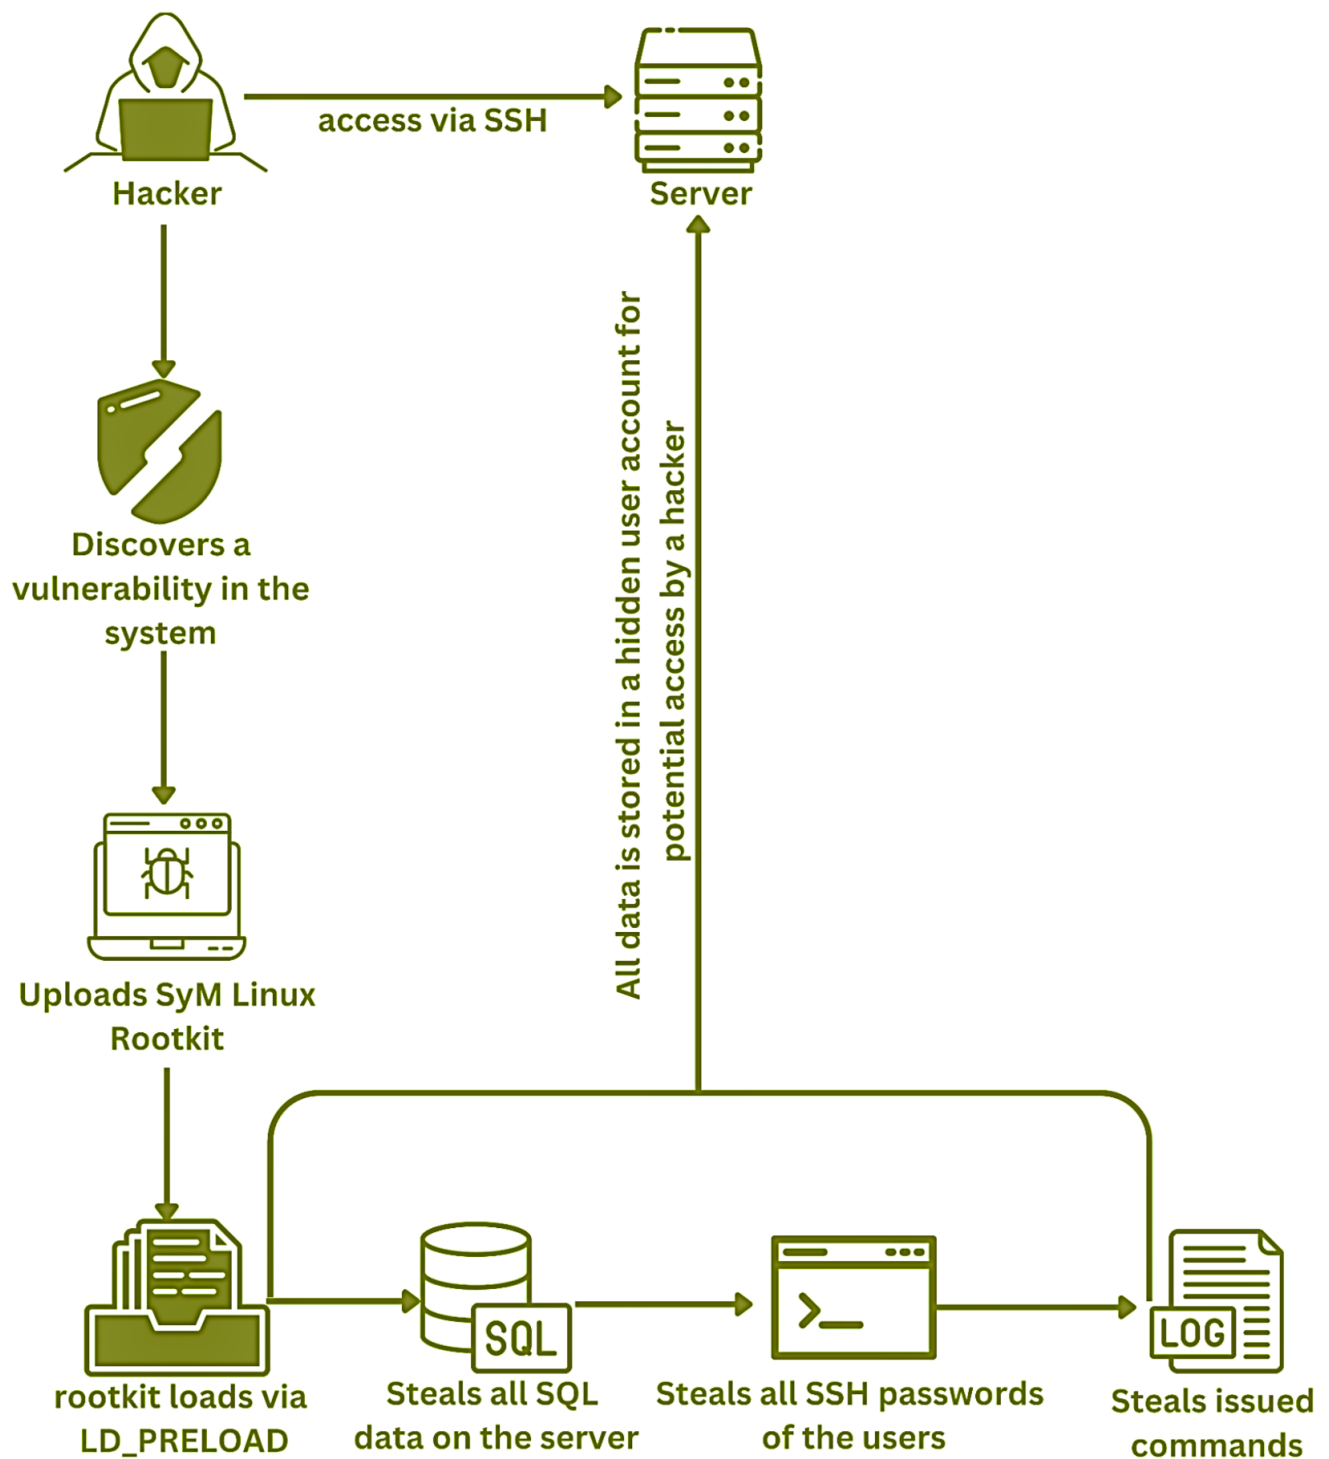 access via SSH
Hacker
Server
All data is stored in a hidden user account for
potential access by a hacker
Discovers a
vulnerability in the
system
Uploads SyM Linux
Rootkit
rootkit loads via
LD_PRELOAD
SQL
Steals all SQL
data on the server
>_
Steals all SSH passwords
of the users
LOG
Steals issued
commands